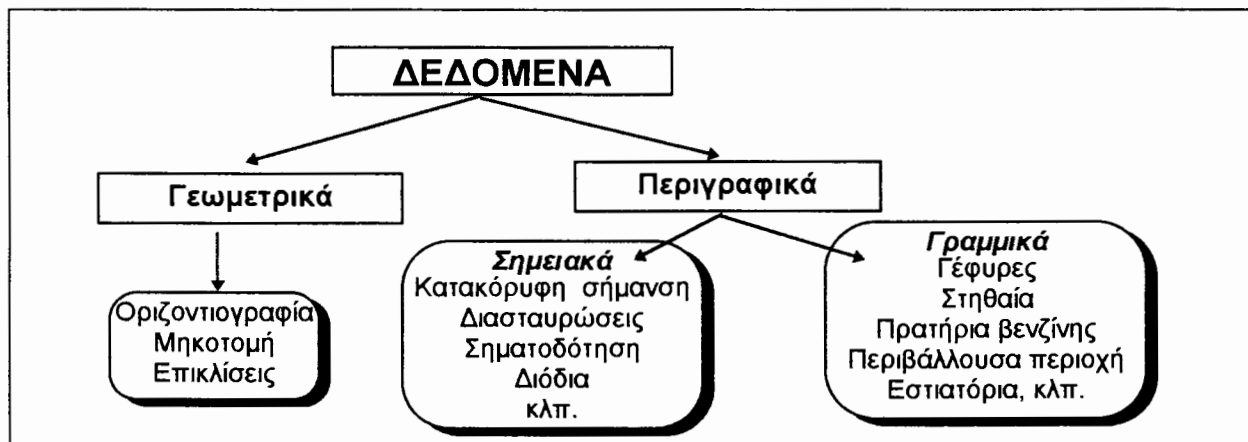 ΔΕΔΟΜΕΝΑ
Γεωμετρικά
Περιγραφικά
Οριζοντιογραφία
Μηκοτομή
Επικλίσεις
Σημειακά
Κατακόρυφη σήμανση
Διασταυρώσεις
Σηματοδότηση
Διόδια
κλπ.
Γραμμικά
Γέφυρες
Στηθαία
Πρατήρια βενζίνης
Περιβάλλουσα περιοχή
Εστιατόρια, κλπ.